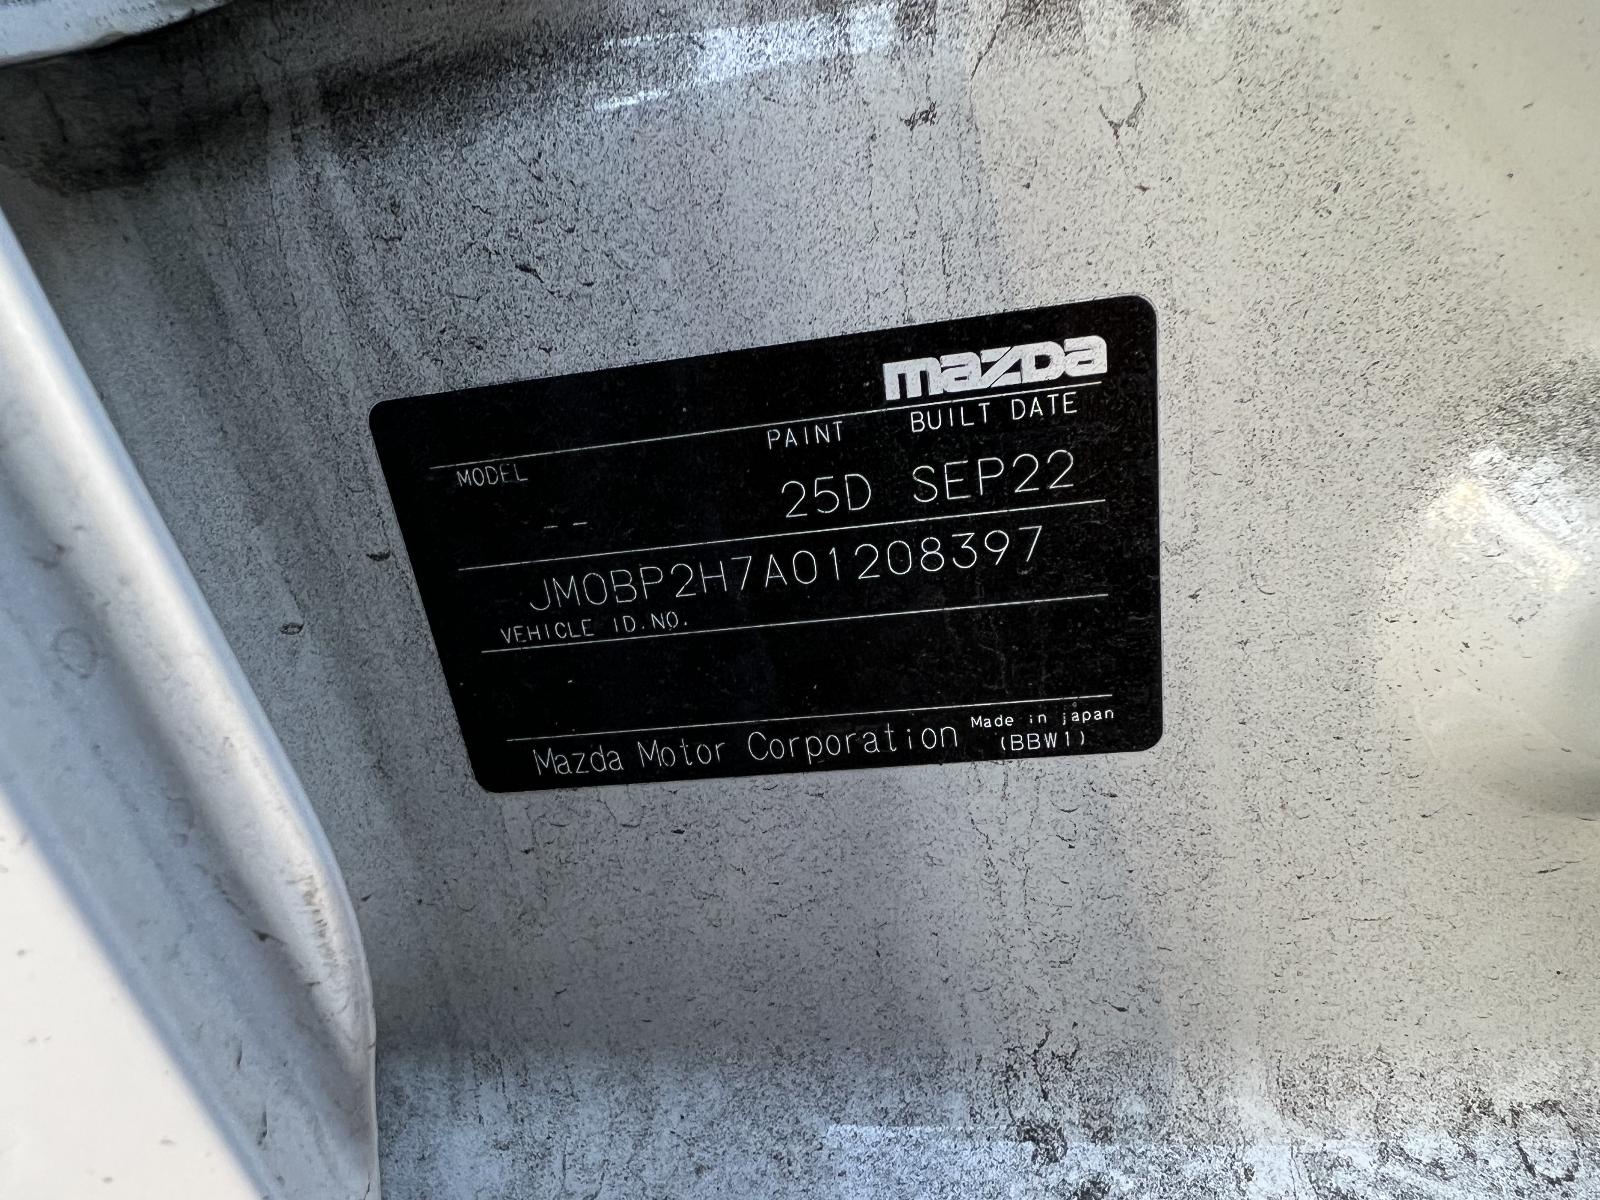 mazda
MODEL PAINT BUILT DATE
-- 25D SEP22
JM0BP2H7A01208397
VEHICLE ID.NO.
Mazda Motor Corporation Made in japan
(BBW1)